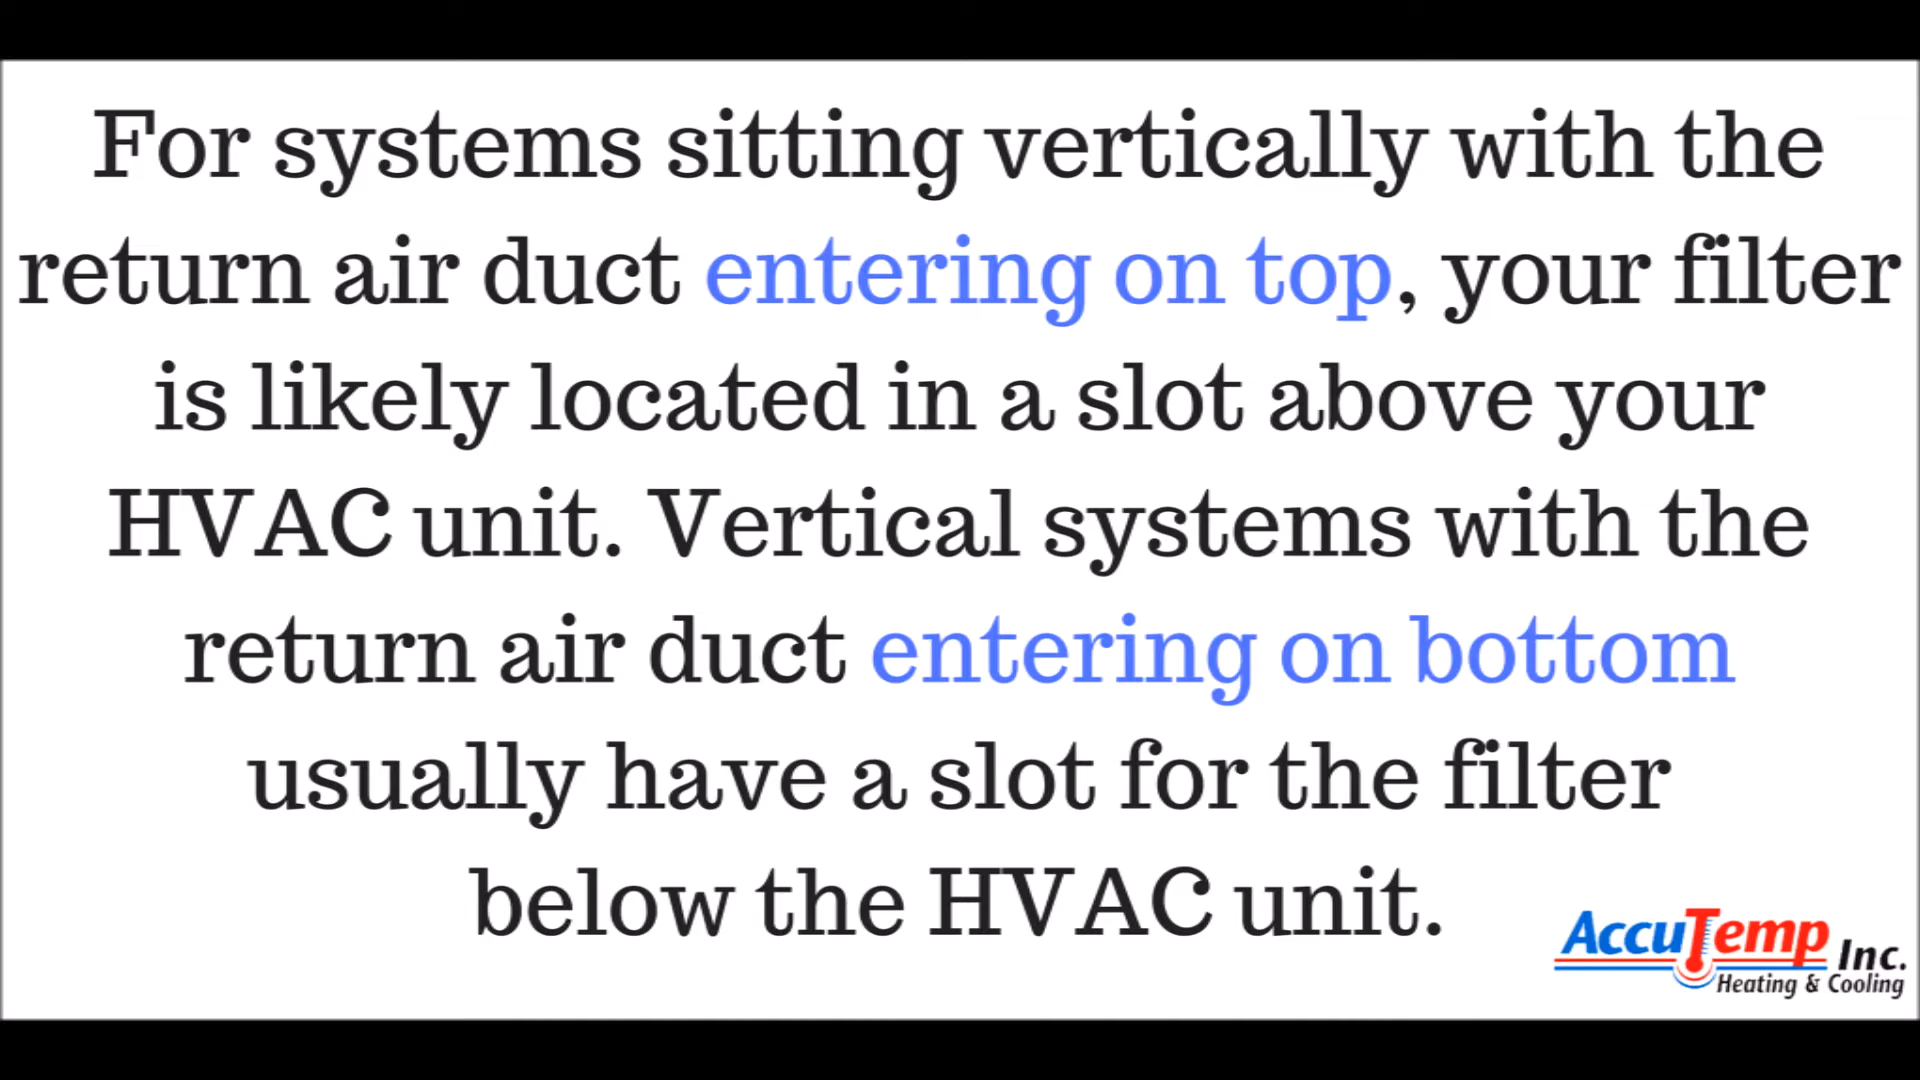 For systems sitting vertically with the
return air duct entering on top, your filter
is likely located in a slot above your
HVAC unit. Vertical systems with the
return air duct entering on bottom
usually have a slot for the filter
below the HVAC unit.
AccuTemp Inc.
Heating & Cooling